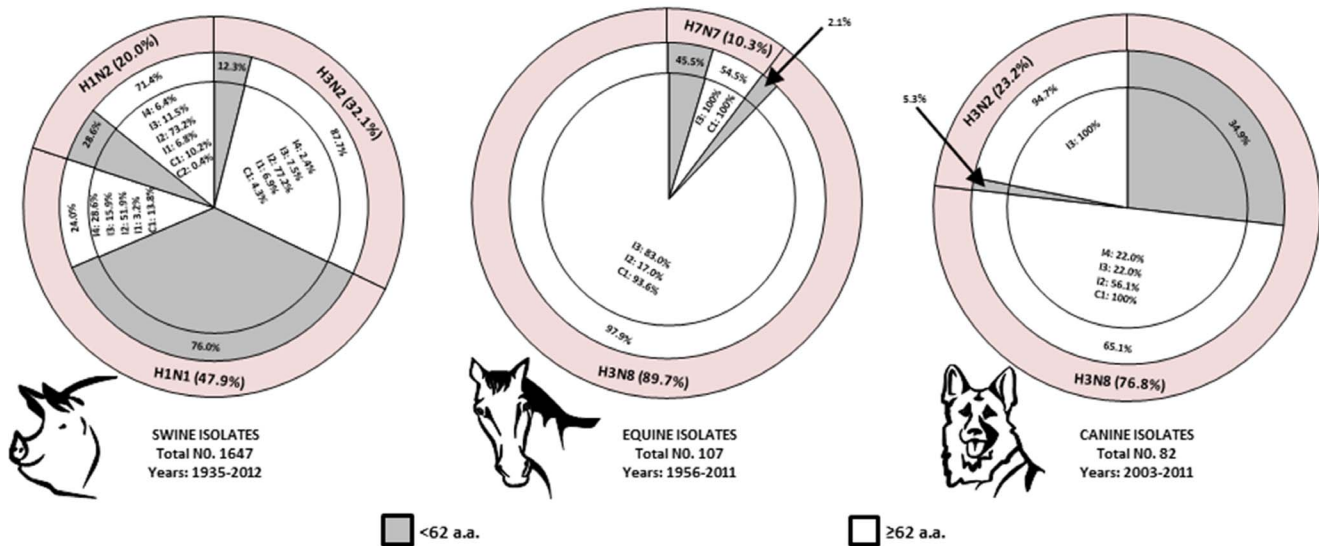 H1N2 (20.0%)
H3N2 (32.1%)
71.4%
12.3%
28.6%
I4: 6.4%
I3: 11.5%
I2: 73.2%
I1: 6.8%
C1: 10.2%
C2: 0.4%
87.7%
I4: 2.4%
I3: 7.5%
I2: 77.2%
I1: 6.9%
C1: 4.3%
24.0%
I4: 28.6%
I3: 15.9%
I2: 51.9%
I1: 3.2%
C1: 13.8%
76.0%
H1N1 (47.9%)
SWINE ISOLATES
Total N0. 1647
Years: 1935-2012
H7N7 (10.3%)
2.1%
45.5%
54.5%
I3: 100%
C1: 100%
I3: 83.0%
I2: 17.0%
C1: 93.6%
97.9%
H3N8 (89.7%)
EQUINE ISOLATES
Total N0. 107
Years: 1956-2011
H3N2 (23.2%)
5.3%
94.7%
I3: 100%
34.9%
I4: 22.0%
I3: 22.0%
I2: 56.1%
C1: 100%
65.1%
H3N8 (76.8%)
CANINE ISOLATES
Total N0. 82
Years: 2003-2011
<62 a.a.
≥62 a.a.